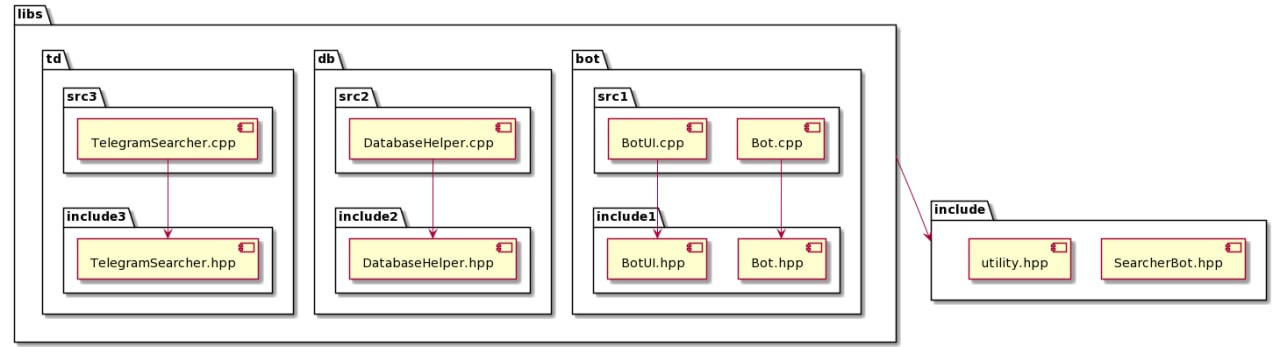 libs
td
db
bot
src3
src2
src1
TelegramSearcher.cpp
DatabaseHelper.cpp
BotUI.cpp
Bot.cpp
include3
include2
include1
include
TelegramSearcher.hpp
DatabaseHelper.hpp
BotUI.hpp
Bot.hpp
utility.hpp
SearcherBot.hpp